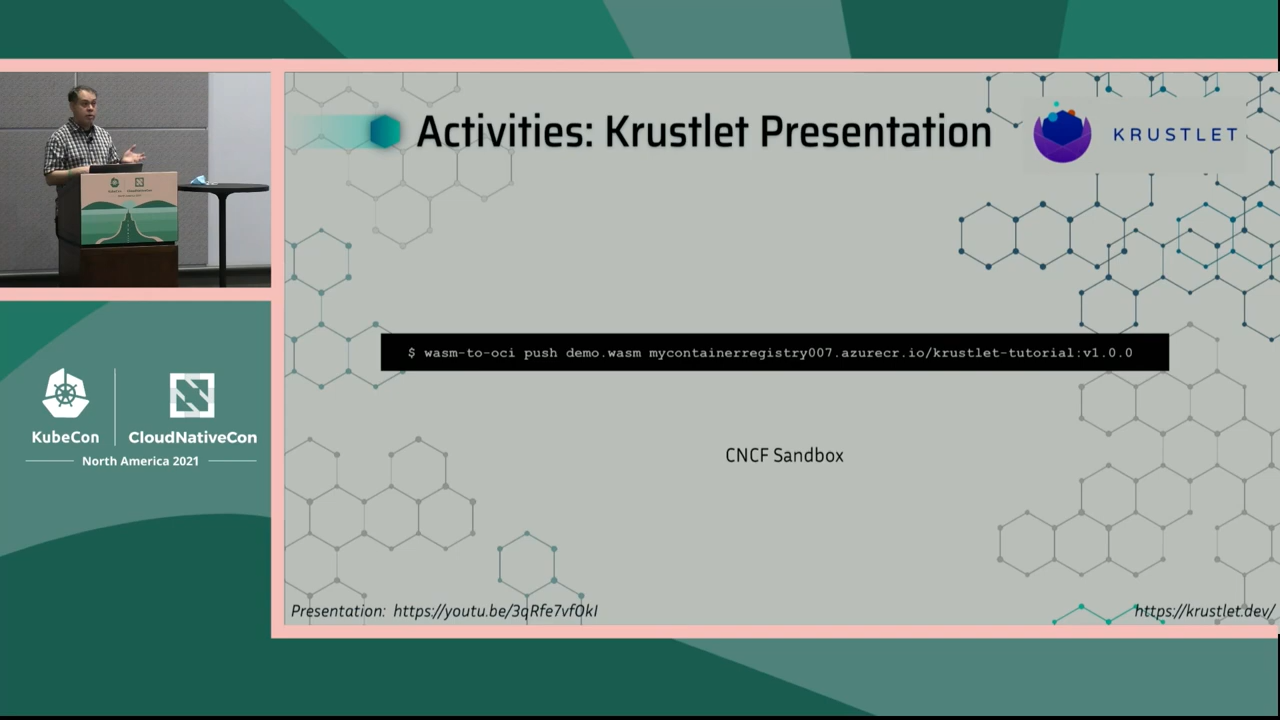 Activities: Krustlet Presentation
KRUSTLET
$ wasm-to-oci push demo.wasm mycontainerregistry007.azurecr.io/krustlet-tutorial:v1.0.0
CNCF Sandbox
Presentation: https://youtu.be/3qRfe7vfOkI
https://krustlet.dev/
KubeCon
CloudNativeCon
North America 2021